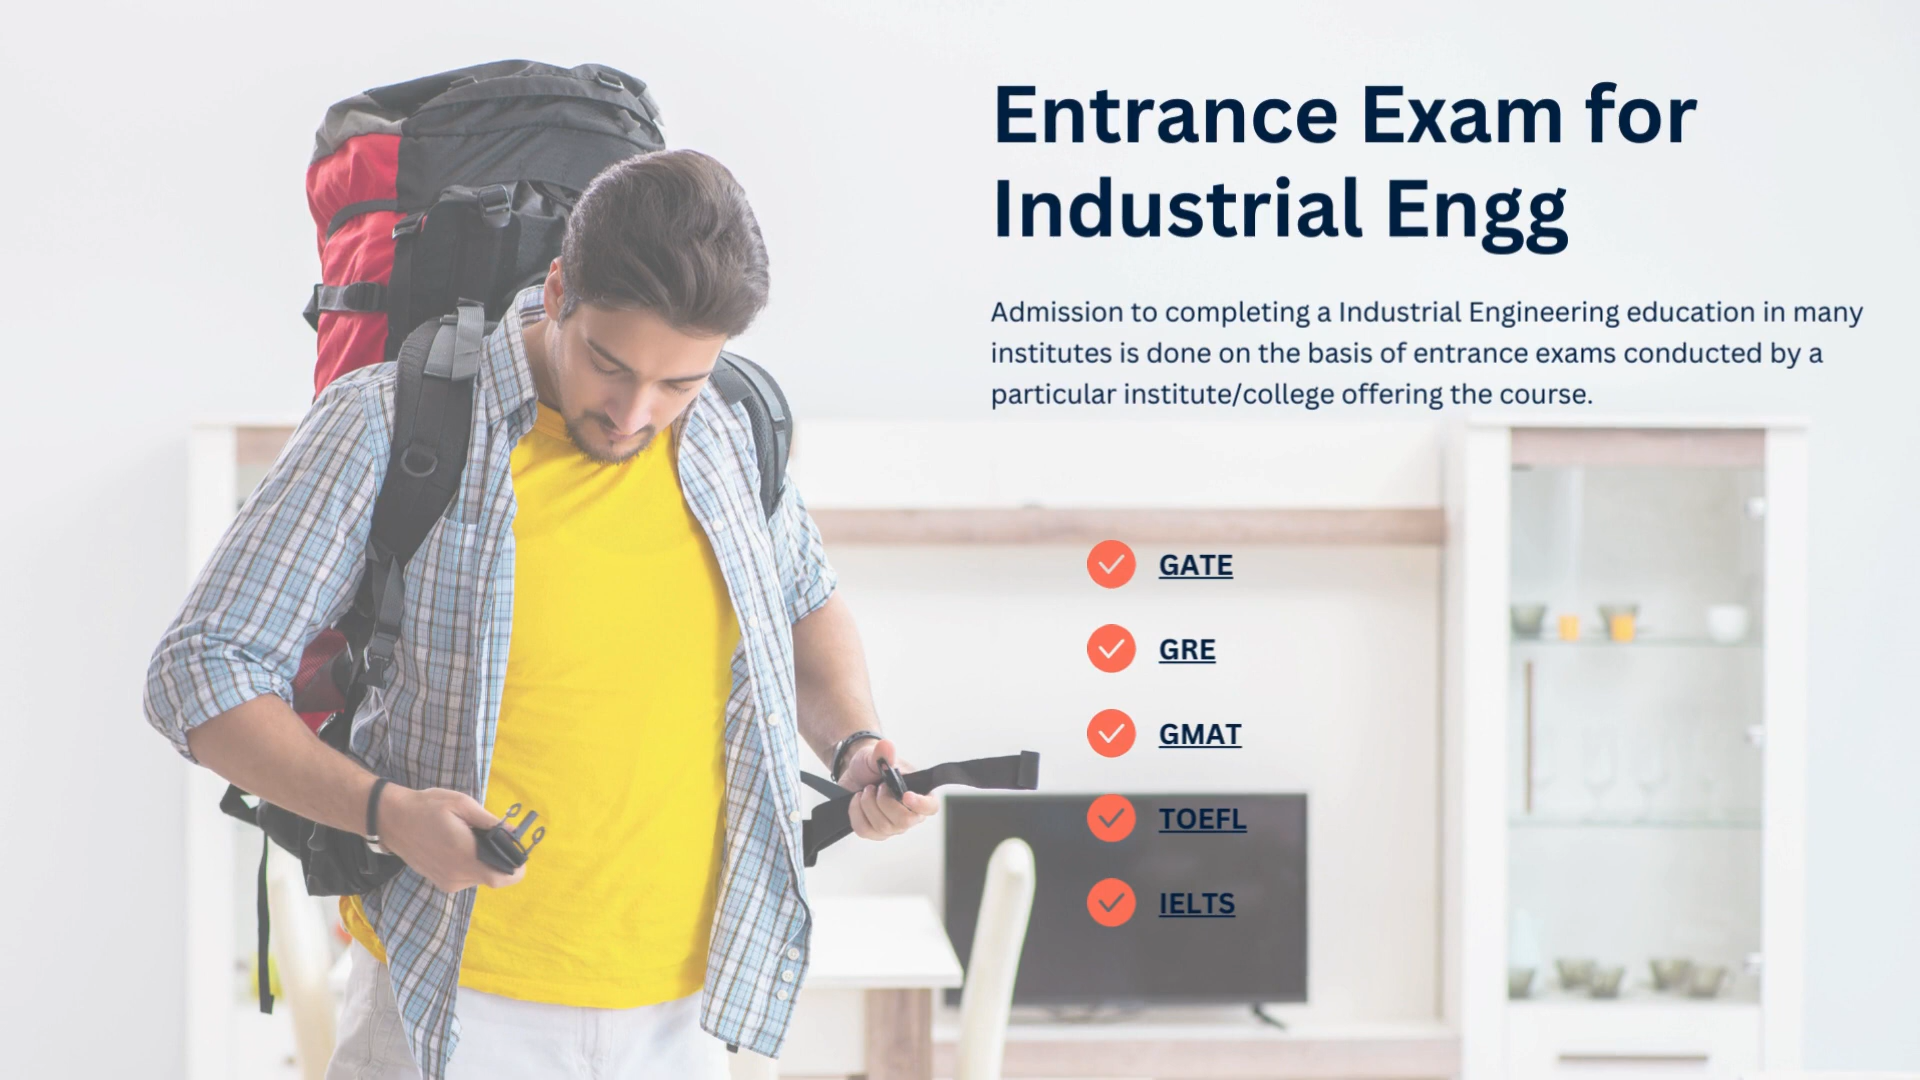 Entrance Exam for
Industrial Engg
Admission to completing a Industrial Engineering education in many
institutes is done on the basis of entrance exams conducted by a
particular institute/college offering the course.
GATE
GRE
GMAT
TOEFL
IELTS